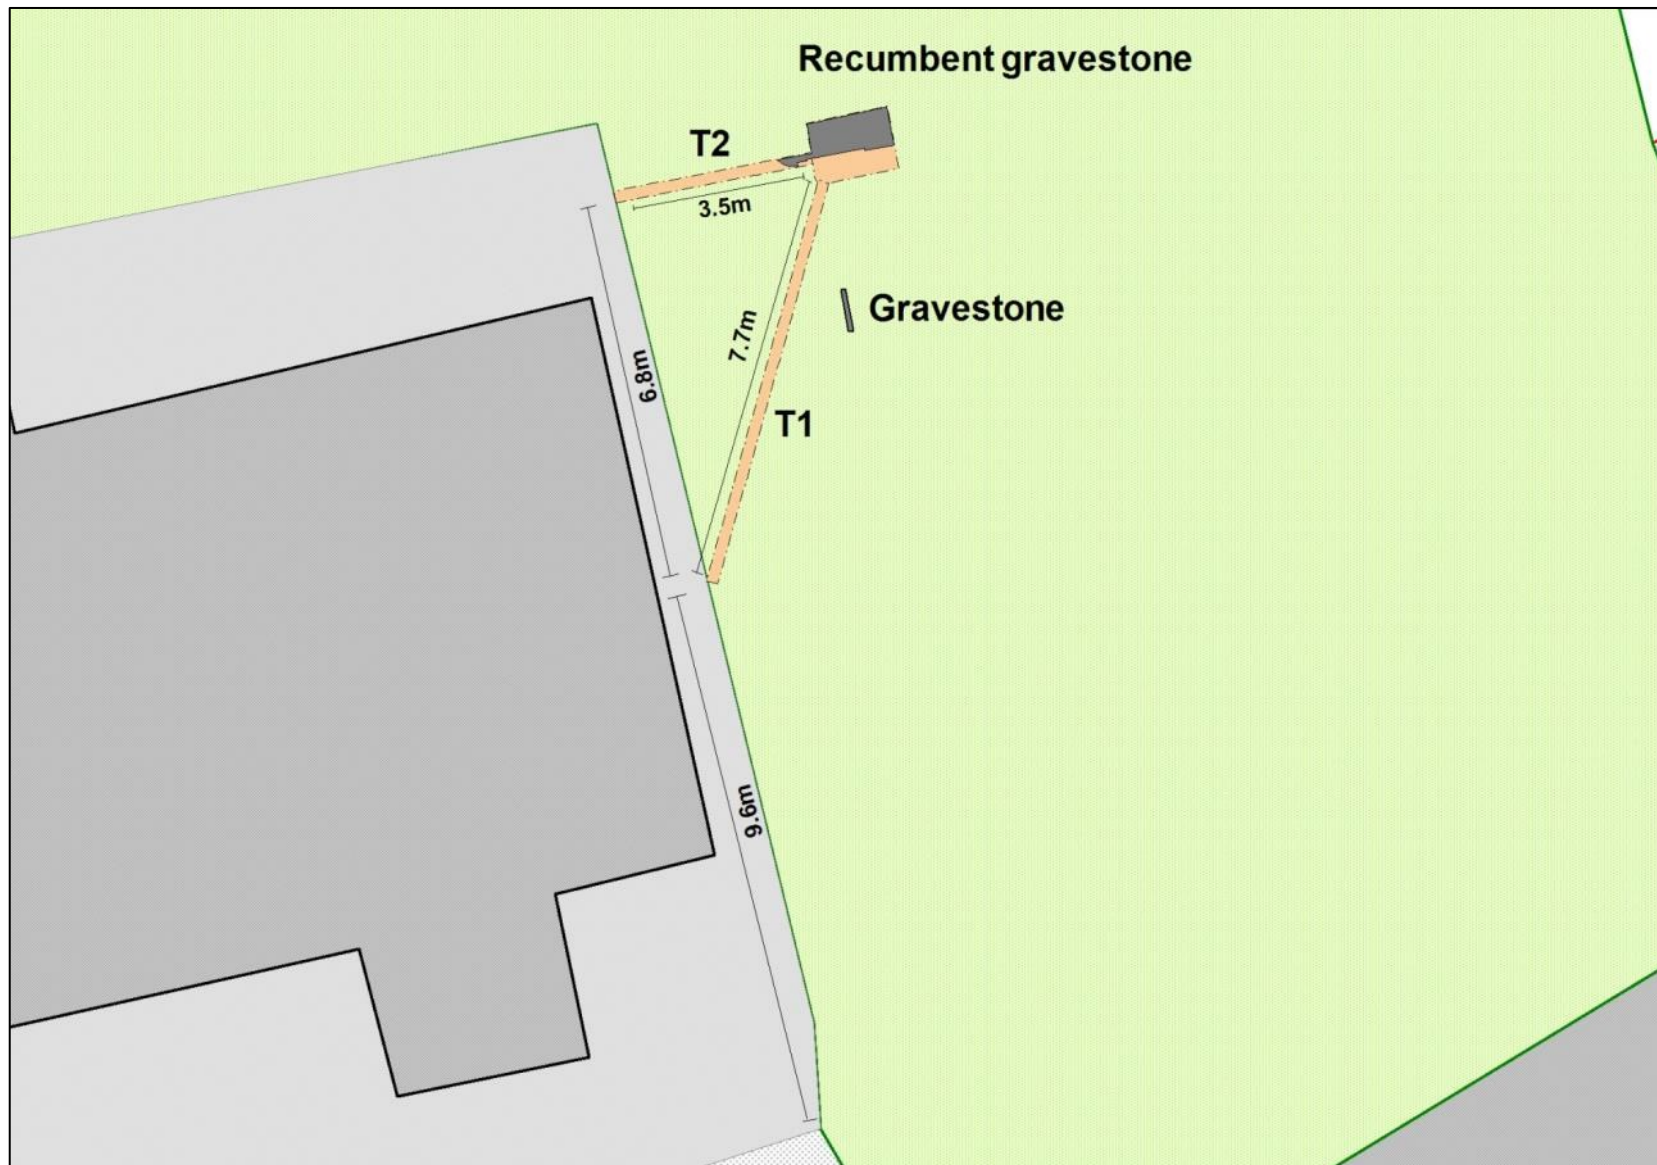 Recumbent gravestone
T2
3.5m
Gravestone
7.7m
6.8m
T1
9.6m